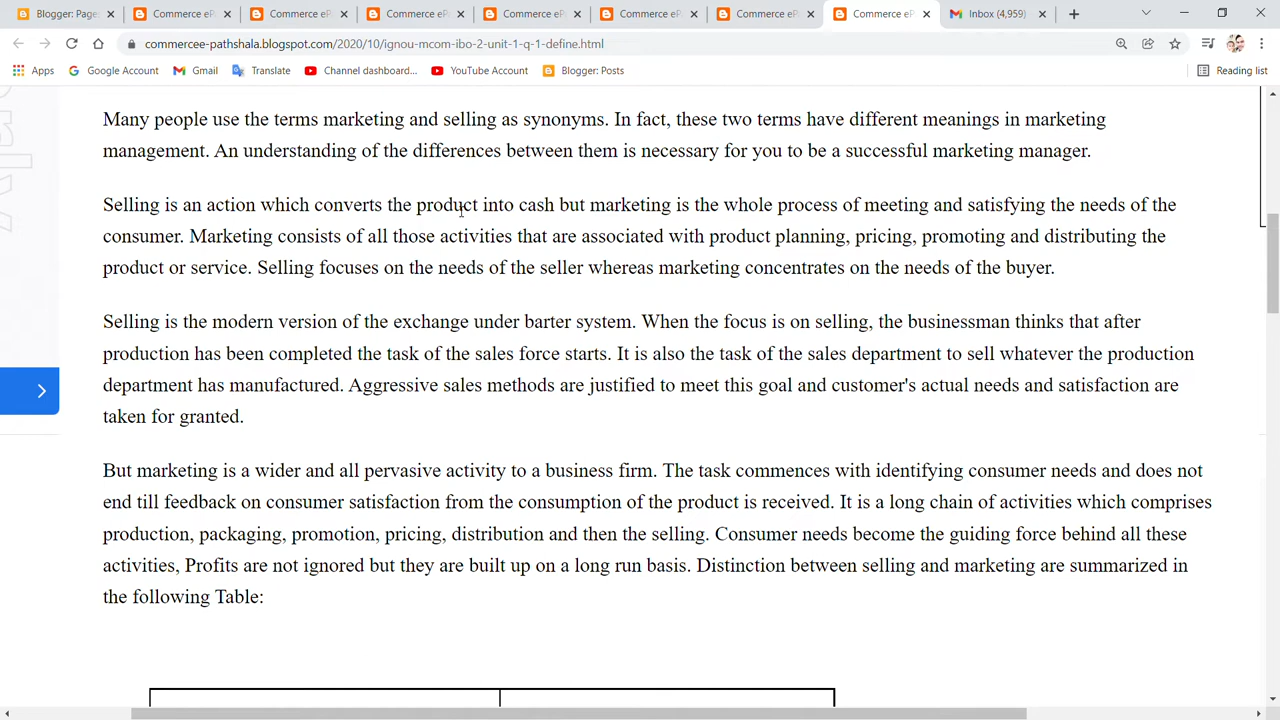 Blogger: Page
Commerce eP
Commerce eP
Commerce eP
Commerce eP
Commerce eP
Commerce eP
Commerce eP
Inbox (4,959)
commercee-pathshala.blogspot.com/2020/10/ignou-mcom-ibo-2-unit-1-q-1-define.html
Apps
Google Account
Gmail
Translate
Channel dashboard...
YouTube Account
Blogger: Posts
Reading list
Many people use the terms marketing and selling as synonyms. In fact, these two terms have different meanings in marketing
management. An understanding of the differences between them is necessary for you to be a successful marketing manager.
Selling is an action which converts the product into cash but marketing is the whole process of meeting and satisfying the needs of the
consumer. Marketing consists of all those activities that are associated with product planning, pricing, promoting and distributing the
product or service. Selling focuses on the needs of the seller whereas marketing concentrates on the needs of the buyer.
Selling is the modern version of the exchange under barter system. When the focus is on selling, the businessman thinks that after
production has been completed the task of the sales force starts. It is also the task of the sales department to sell whatever the production
department has manufactured. Aggressive sales methods are justified to meet this goal and customer's actual needs and satisfaction are
taken for granted.
But marketing is a wider and all pervasive activity to a business firm. The task commences with identifying consumer needs and does not
end till feedback on consumer satisfaction from the consumption of the product is received. It is a long chain of activities which comprises
production, packaging, promotion, pricing, distribution and then the selling. Consumer needs become the guiding force behind all these
activities, Profits are not ignored but they are built up on a long run basis. Distinction between selling and marketing are summarized in
the following Table: